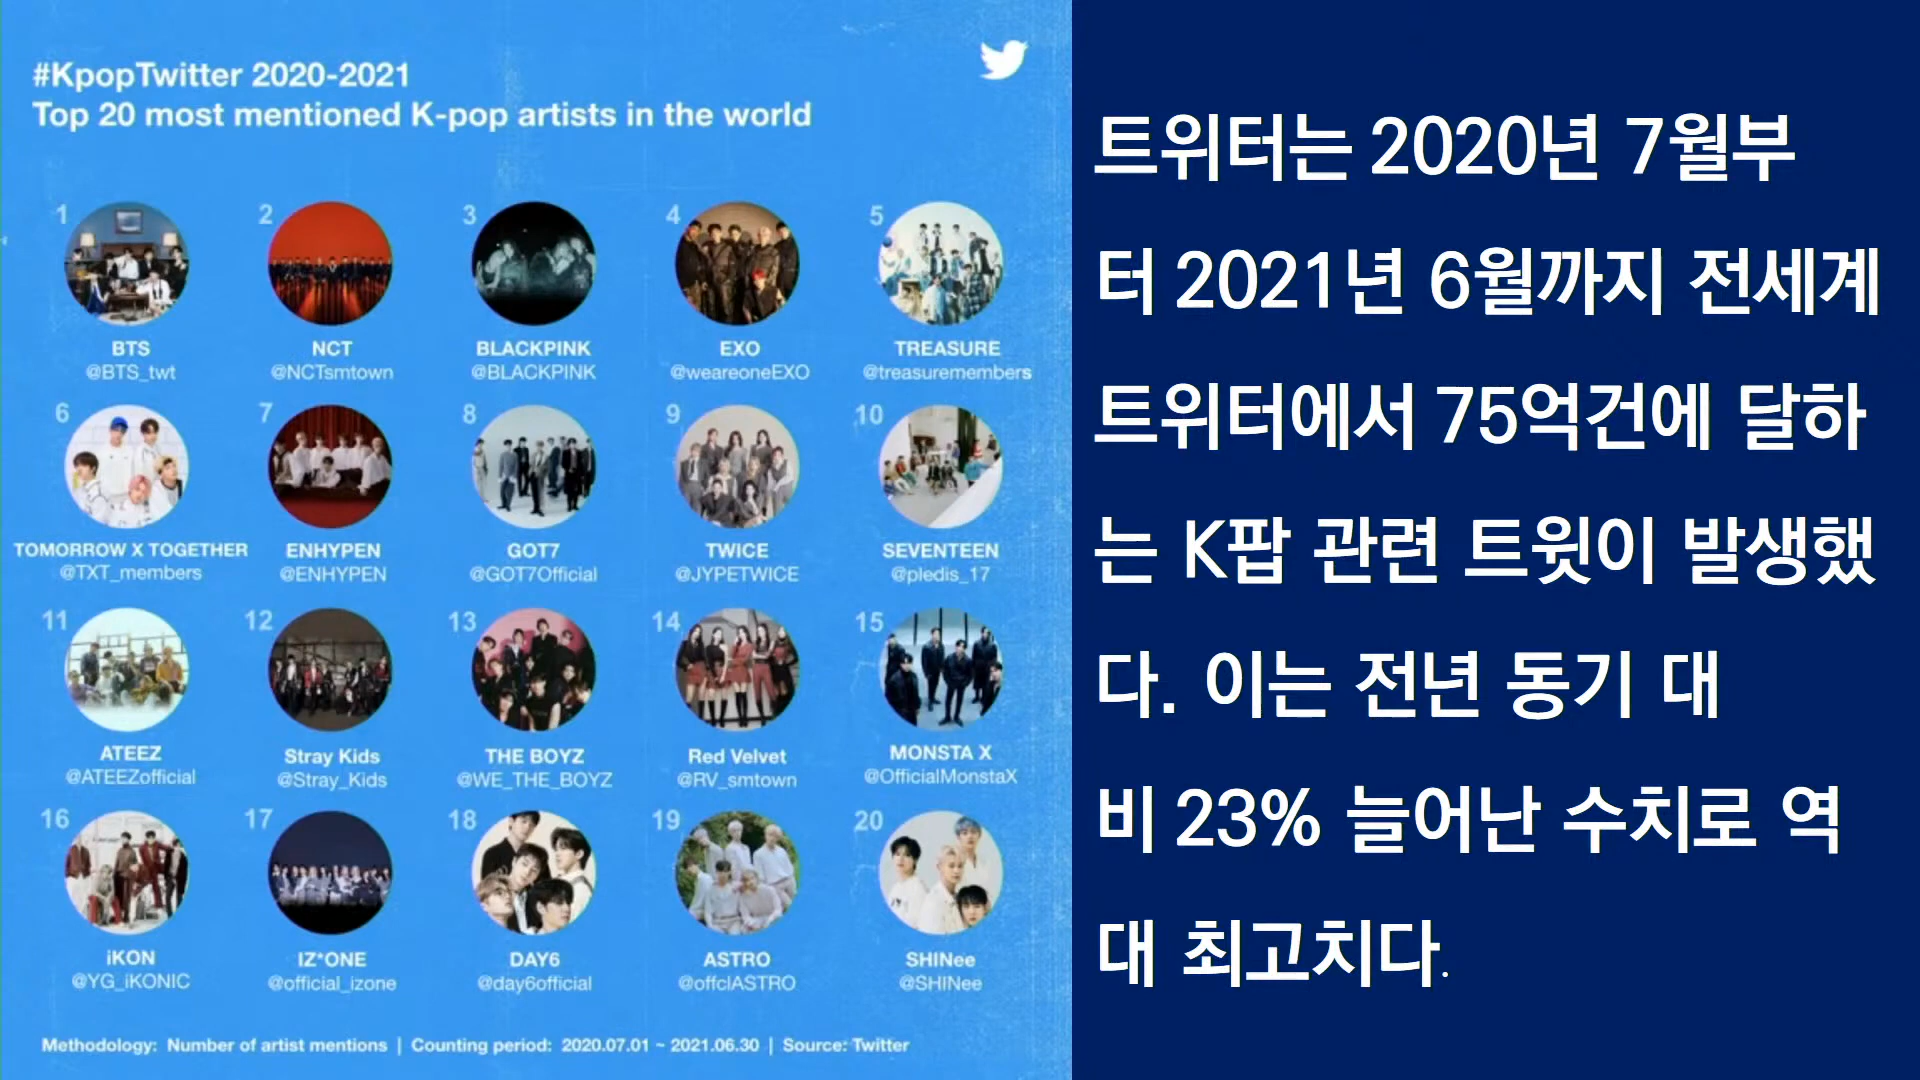 #KpopTwitter 2020-2021
Top 20 most mentioned K-pop artists in the world
1
2
3
4
5
BTS
NCT
BLACKPINK
EXO
TREASURE
@BTS_twt
@NCTsmtown
@BLACKPINK
@weareoneEXO
@treasuremembers
6
7
8
9
10
TOMORROW X TOGETHER
ENHYPEN
GOT7
TWICE
SEVENTEEN
@TXT_members
@ENHYPEN
@GOT7Official
@JYPETWICE
@pledis_17
11
12
13
14
15
ATEEZ
Stray Kids
THE BOYZ
Red Velvet
MONSTA X
@ATEEZofficial
@Stray_Kids
@WE_THE_BOYZ
@RV_smtown
@OfficialMonstaX
16
17
18
19
20
iKON
IZ*ONE
DAY6
ASTRO
SHINee
@YG_iKONIC
@official_izone
@day6official
@offclASTRO
@SHINee
Methodology: Number of artist mentions | Counting period: 2020.07.01 ~ 2021.06.30 | Source: Twitter
트위터는 2020년 7월부
터 2021년 6월까지 전세계
트위터에서 75억건에 달하
는 K팝 관련 트윗이 발생했
다. 이는 전년 동기 대
비 23% 늘어난 수치로 역
대 최고치다.